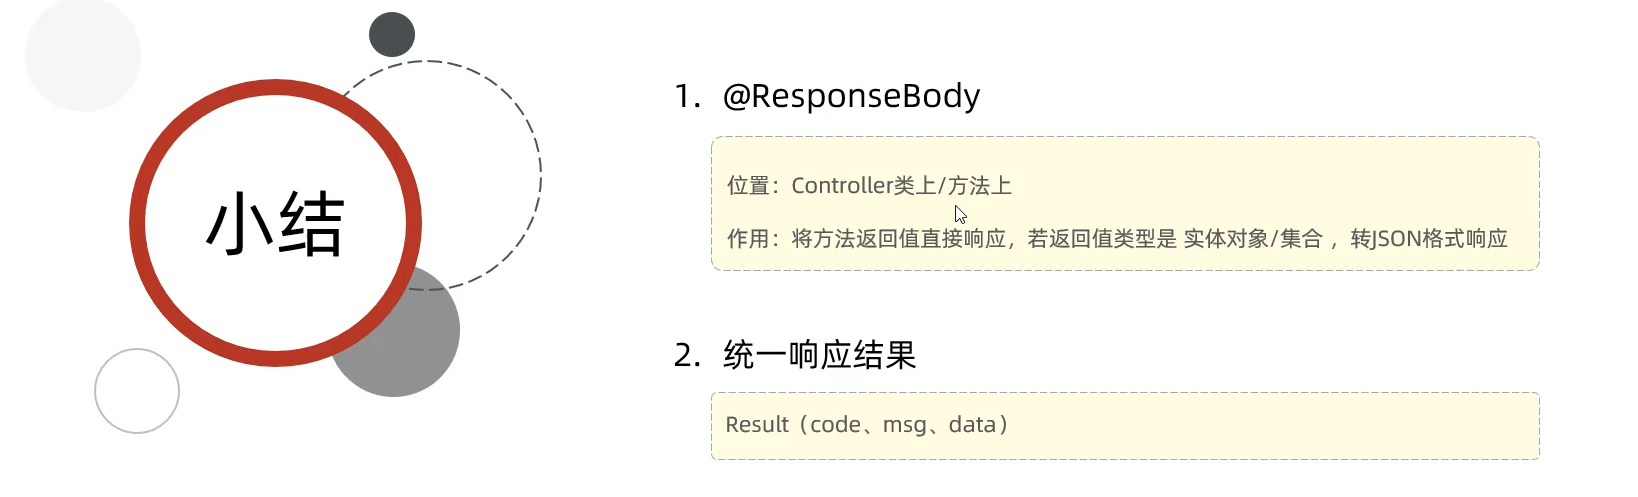 小结
1. @ResponseBody
位置：Controller类上/方法上
作用：将方法返回值直接响应，若返回值类型是 实体对象/集合 ，转JSON格式响应
2. 统一响应结果
Result（code、msg、data）